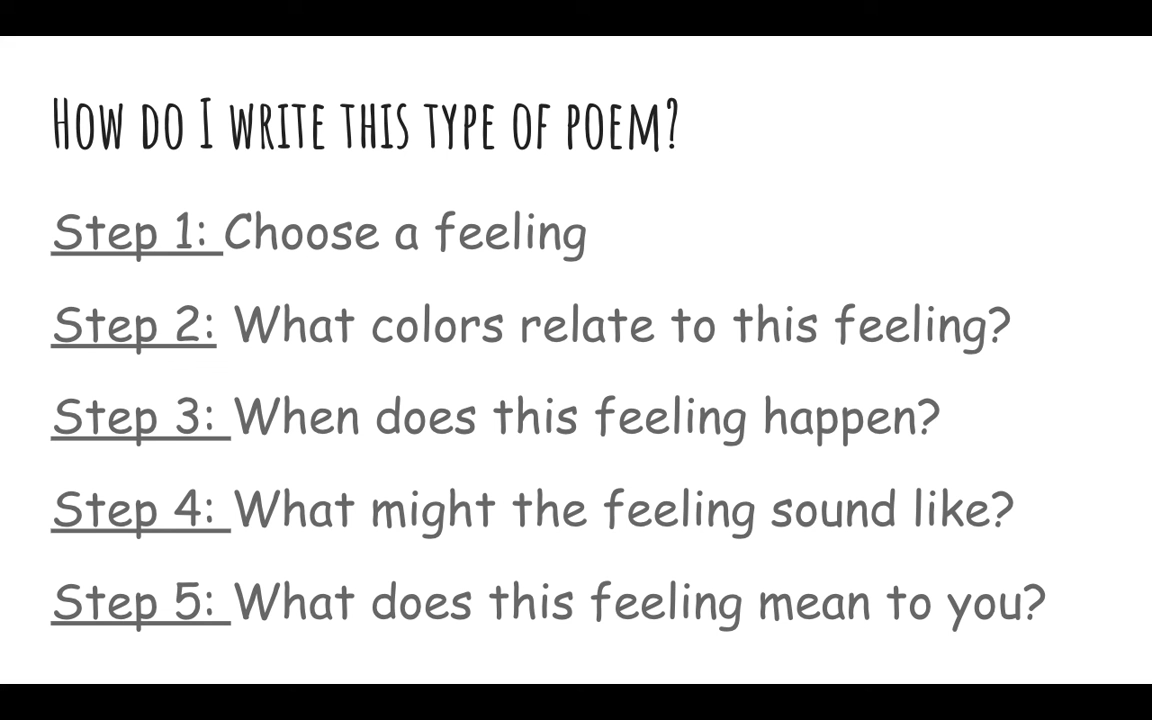 How do I write this type of poem?
Step 1: Choose a feeling
Step 2: What colors relate to this feeling?
Step 3: When does this feeling happen?
Step 4: What might the feeling sound like?
Step 5: What does this feeling mean to you?